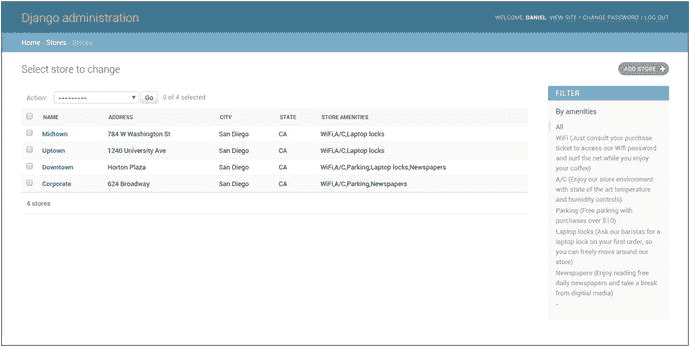 Django administration
WELCOME, DANIEL. VIEW SITE / CHANGE PASSWORD / LOG OUT
Home › Stores › Stores
Select store to change
ADD STORE +
Action: --------- Go 0 of 4 selected
NAME ADDRESS CITY STATE STORE AMENITIES
Midtown 784 W Washington St San Diego CA WiFi,A/C,Laptop locks
Uptown 1240 University Ave San Diego CA WiFi,A/C,Laptop locks
Downtown Horton Plaza San Diego CA WiFi,A/C,Parking,Laptop locks,Newspapers
Corporate 624 Broadway San Diego CA WiFi,A/C,Parking,Newspapers
4 stores
FILTER
By amenities
All
WiFi (Just consult your purchase
ticket to access our Wifi password
and surf the net while you enjoy
your coffee)
A/C (Enjoy our store environment
with state of the art temperature
and humidity controls)
Parking (Free parking with
purchases over $10)
Laptop locks (Ask our baristas for a
laptop lock on your first order, so
you can freely move around our
store)
Newspapers (Enjoy reading free
daily newspapers and take a break
from digitial media)
-